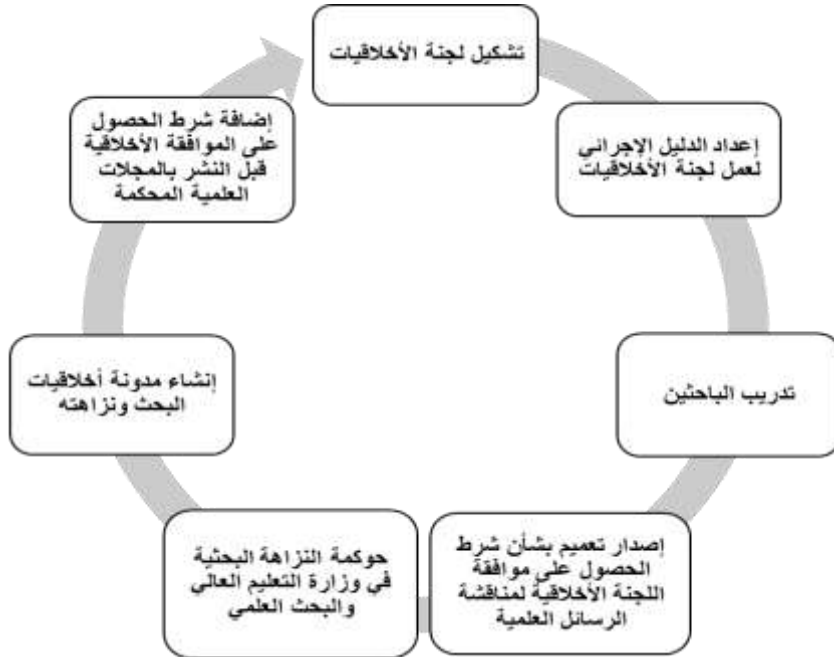 تشكيل لجنة الأخلاقيات
إعداد الدليل الإجرائي
لعمل لجنة الأخلاقيات
تدريب الباحثين
إصدار تعميم بشأن شرط
الحصول على موافقة
اللجنة الأخلاقية لمناقشة
الرسائل العلمية
حوكمة النزاهة البحثية
في وزارة التعليم العالي
والبحث العلمي
إنشاء مدونة أخلاقيات
البحث ونزاهته
إضافة شرط الحصول
على الموافقة الأخلاقية
قبل النشر بالمجلات
العلمية المحكمة